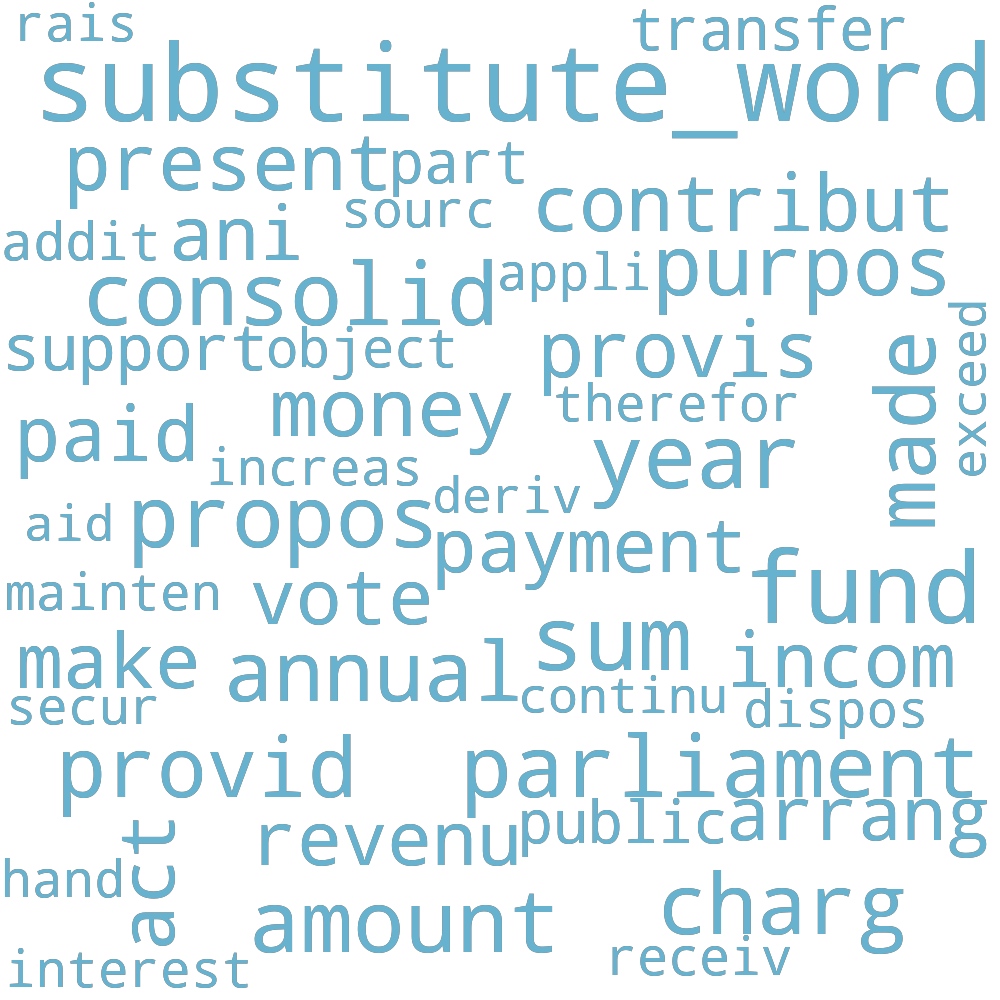 rais transfer
substitute_word
present part
sourc contribut
addit ani
consolid appli purpos
support object provis
made exceed
paid money therefor
increas year
aid propos deriv
payment
mainten vote fund
make annual sum incom
secur continu dispos
provid parliament
act revenu public arrang
hand amount charg
interest receiv